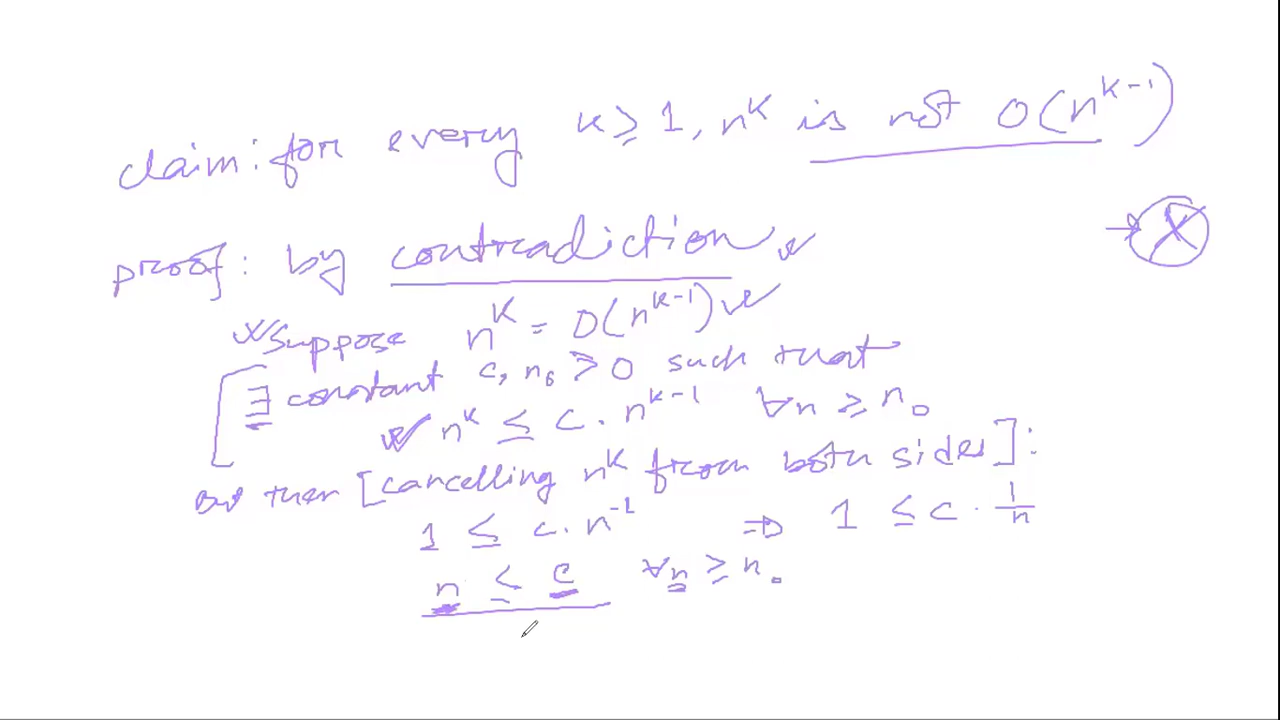 claim: for every k ≥ 1, n^k is not O(n^{k-1})
proof: by contradiction
Suppose n^k = O(n^{k-1})
∃ constant c, n₀ > 0 such that
n^k ≤ c · n^{k-1} ∀n ≥ n₀
But then [cancelling n^k from both sides]:
1 ≤ c · n^{-1} ⇒ 1 ≤ c · 1/n
n ≤ c ∀n ≥ n₀